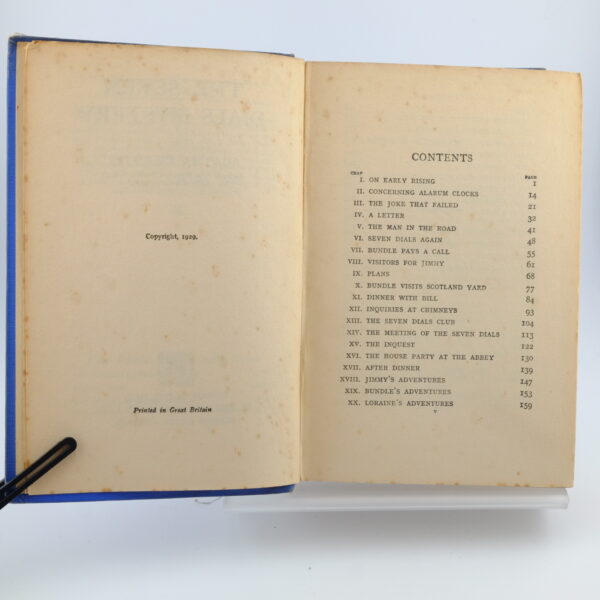 Copyright, 1929.
Printed in Great Britain
CONTENTS
CHAP. PAGE
I. ON EARLY RISING 1
II. CONCERNING ALARUM CLOCKS 14
III. THE JOKE THAT FAILED 21
IV. A LETTER 32
V. THE MAN IN THE ROAD 41
VI. SEVEN DIALS AGAIN 48
VII. BUNDLE PAYS A CALL 55
VIII. VISITORS FOR JIMMY 61
IX. PLANS 68
X. BUNDLE VISITS SCOTLAND YARD 77
XI. DINNER WITH BILL 84
XII. INQUIRIES AT CHIMNEYS 93
XIII. THE SEVEN DIALS CLUB 104
XIV. THE MEETING OF THE SEVEN DIALS 113
XV. THE INQUEST 122
XVI. THE HOUSE PARTY AT THE ABBEY 130
XVII. AFTER DINNER 139
XVIII. JIMMY'S ADVENTURES 147
XIX. BUNDLE'S ADVENTURES 153
XX. LORAINE'S ADVENTURES 159
v